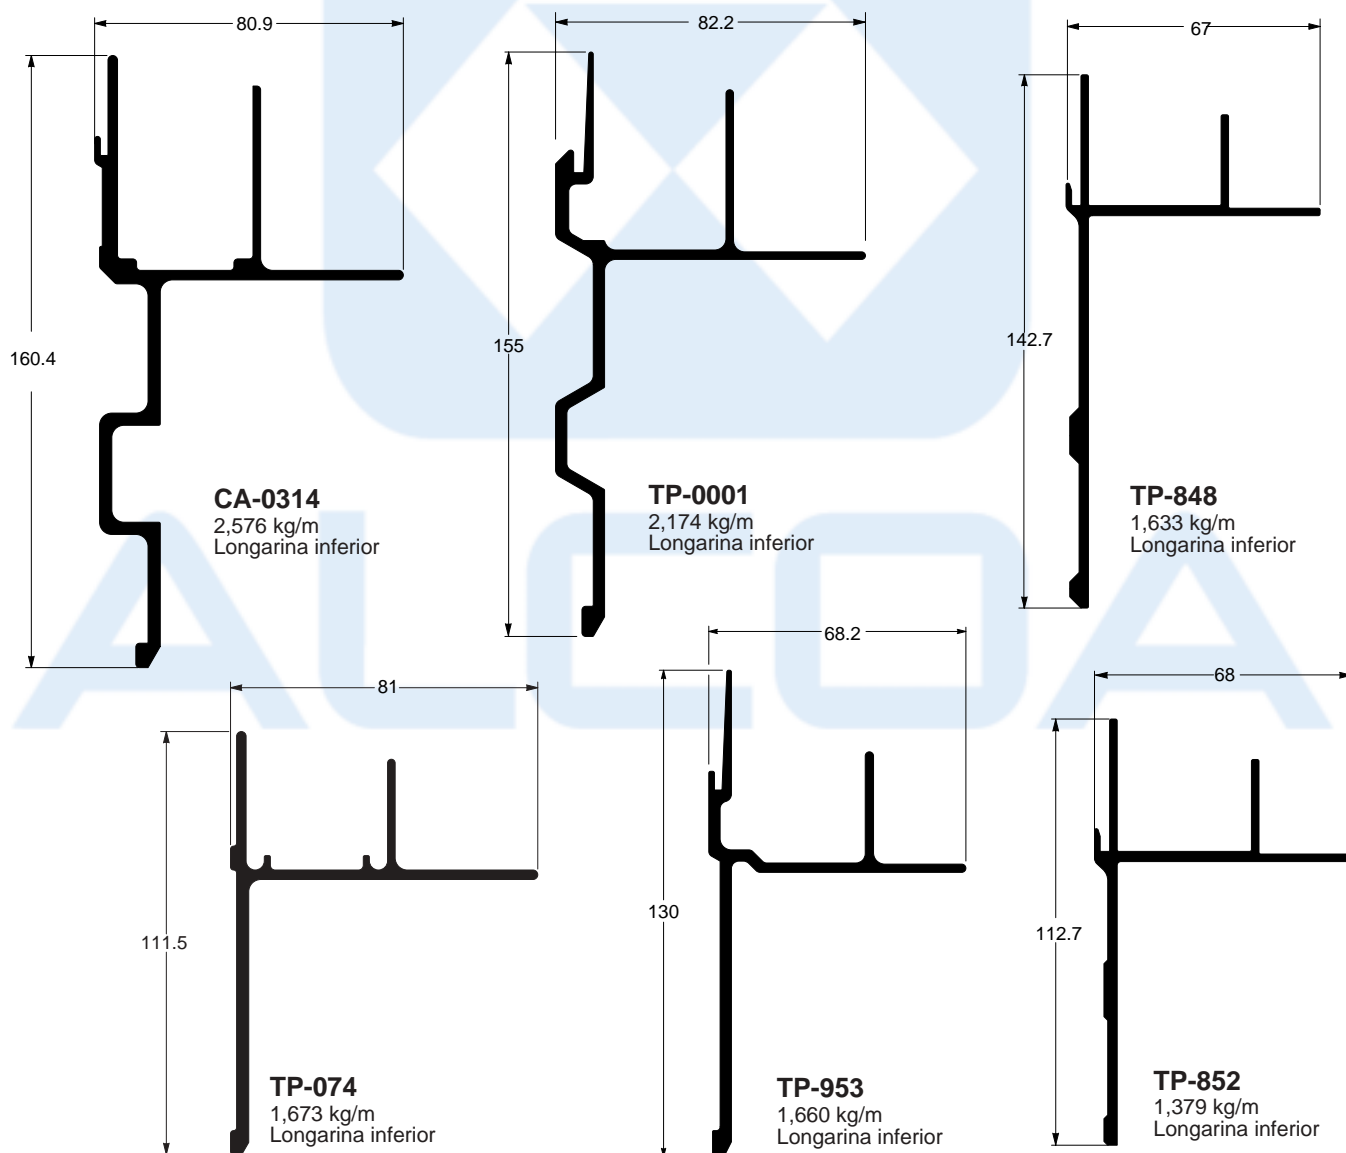 80.9
82.2
67
160.4
155
142.7
CA-0314
2,576 kg/m
Longarina inferior
TP-0001
2,174 kg/m
Longarina inferior
TP-848
1,633 kg/m
Longarina inferior
ALCOA
81
68.2
68
111.5
130
112.7
TP-074
1,673 kg/m
Longarina inferior
TP-953
1,660 kg/m
Longarina inferior
TP-852
1,379 kg/m
Longarina inferior